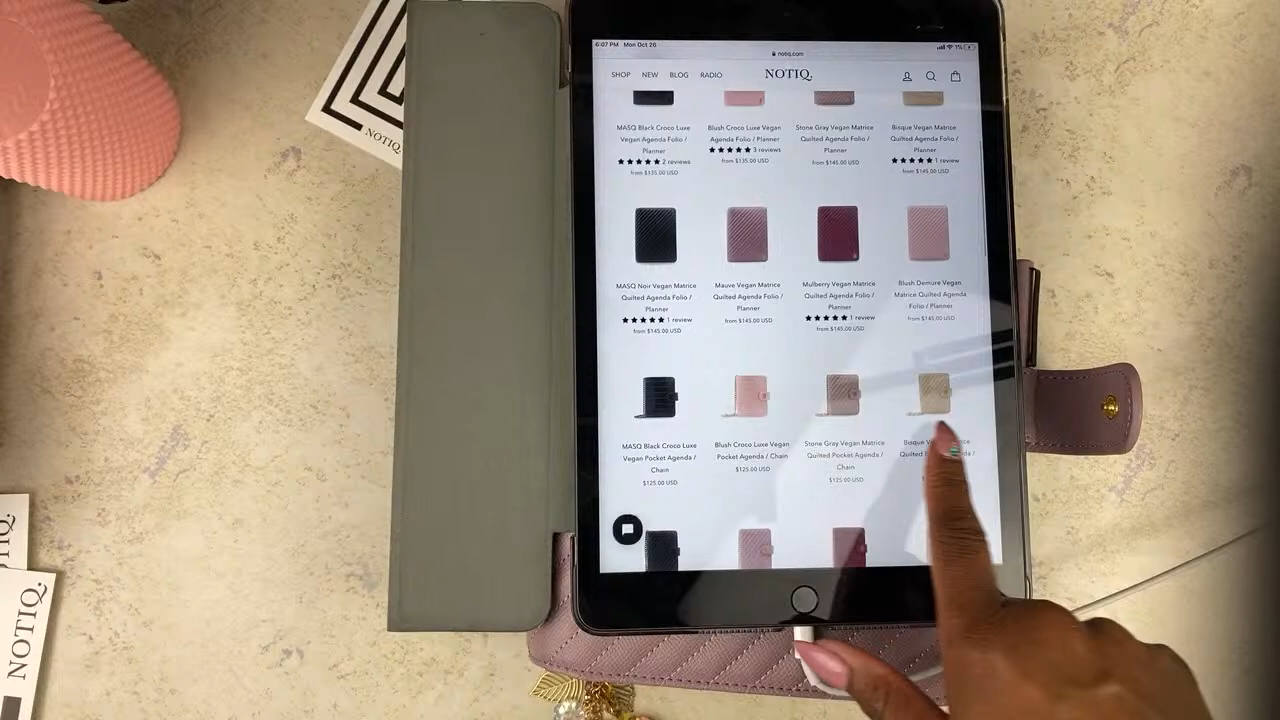 6:07 PM Mon Oct 26
1%
notiq.com
SHOP NEW BLOG RADIO
NOTIQ.
MASQ Black Croco Luxe
Vegan Agenda Folio /
Planner
2 reviews
from $135.00 USD
Blush Croco Luxe Vegan
Agenda Folio / Planner
3 reviews
from $135.00 USD
Stone Gray Vegan Matrice
Quilted Agenda Folio /
Planner
from $145.00 USD
Bisque Vegan Matrice
Quilted Agenda Folio /
Planner
1 review
from $145.00 USD
MASQ Noir Vegan Matrice
Quilted Agenda Folio /
Planner
1 review
from $145.00 USD
Mauve Vegan Matrice
Quilted Agenda Folio /
Planner
from $145.00 USD
Mulberry Vegan Matrice
Quilted Agenda Folio /
Planner
1 review
from $145.00 USD
Blush Demure Vegan
Matrice Quilted Agenda
Folio / Planner
from $145.00 USD
MASQ Black Croco Luxe
Vegan Pocket Agenda /
Chain
$125.00 USD
Blush Croco Luxe Vegan
Pocket Agenda / Chain
$125.00 USD
Stone Gray Vegan Matrice
Quilted Pocket Agenda /
Chain
$125.00 USD
Bisque
Quilted
NOTIQ.
NOTIQ.